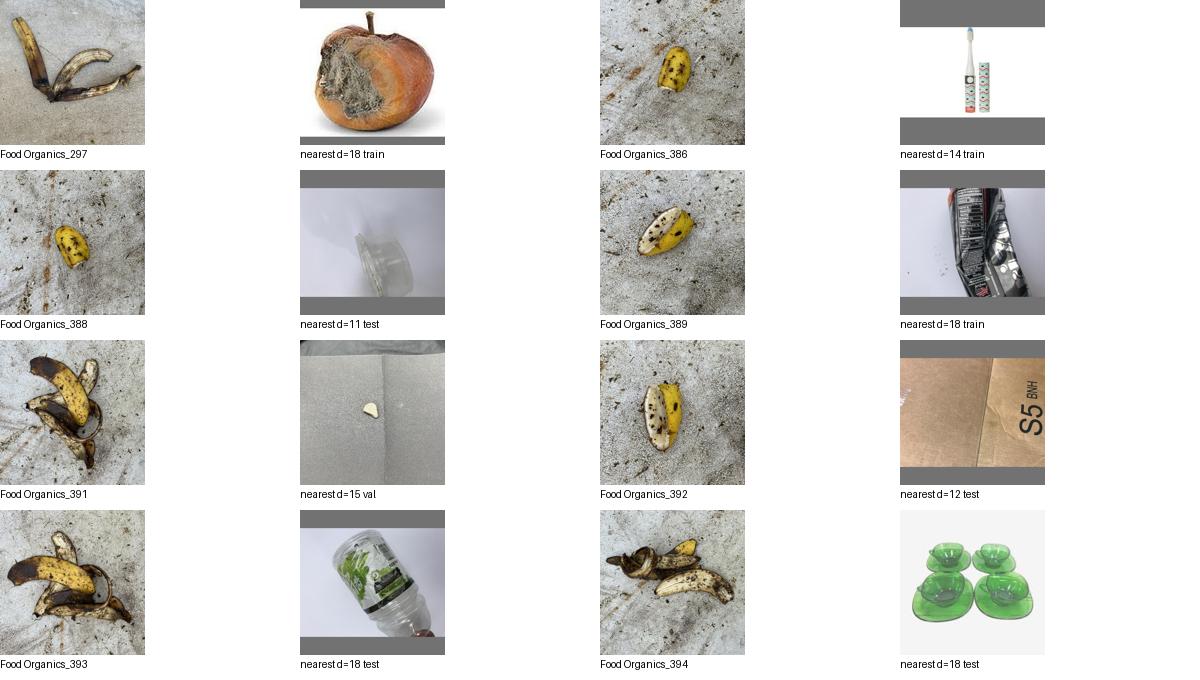 Food Organics_297
nearest d=18 train
Food Organics_386
nearest d=14 train
Food Organics_388
nearest d=11 test
Food Organics_389
nearest d=18 train
S5 BNH
Food Organics_391
nearest d=15 val
Food Organics_392
nearest d=12 test
Food Organics_393
nearest d=18 test
Food Organics_394
nearest d=18 test